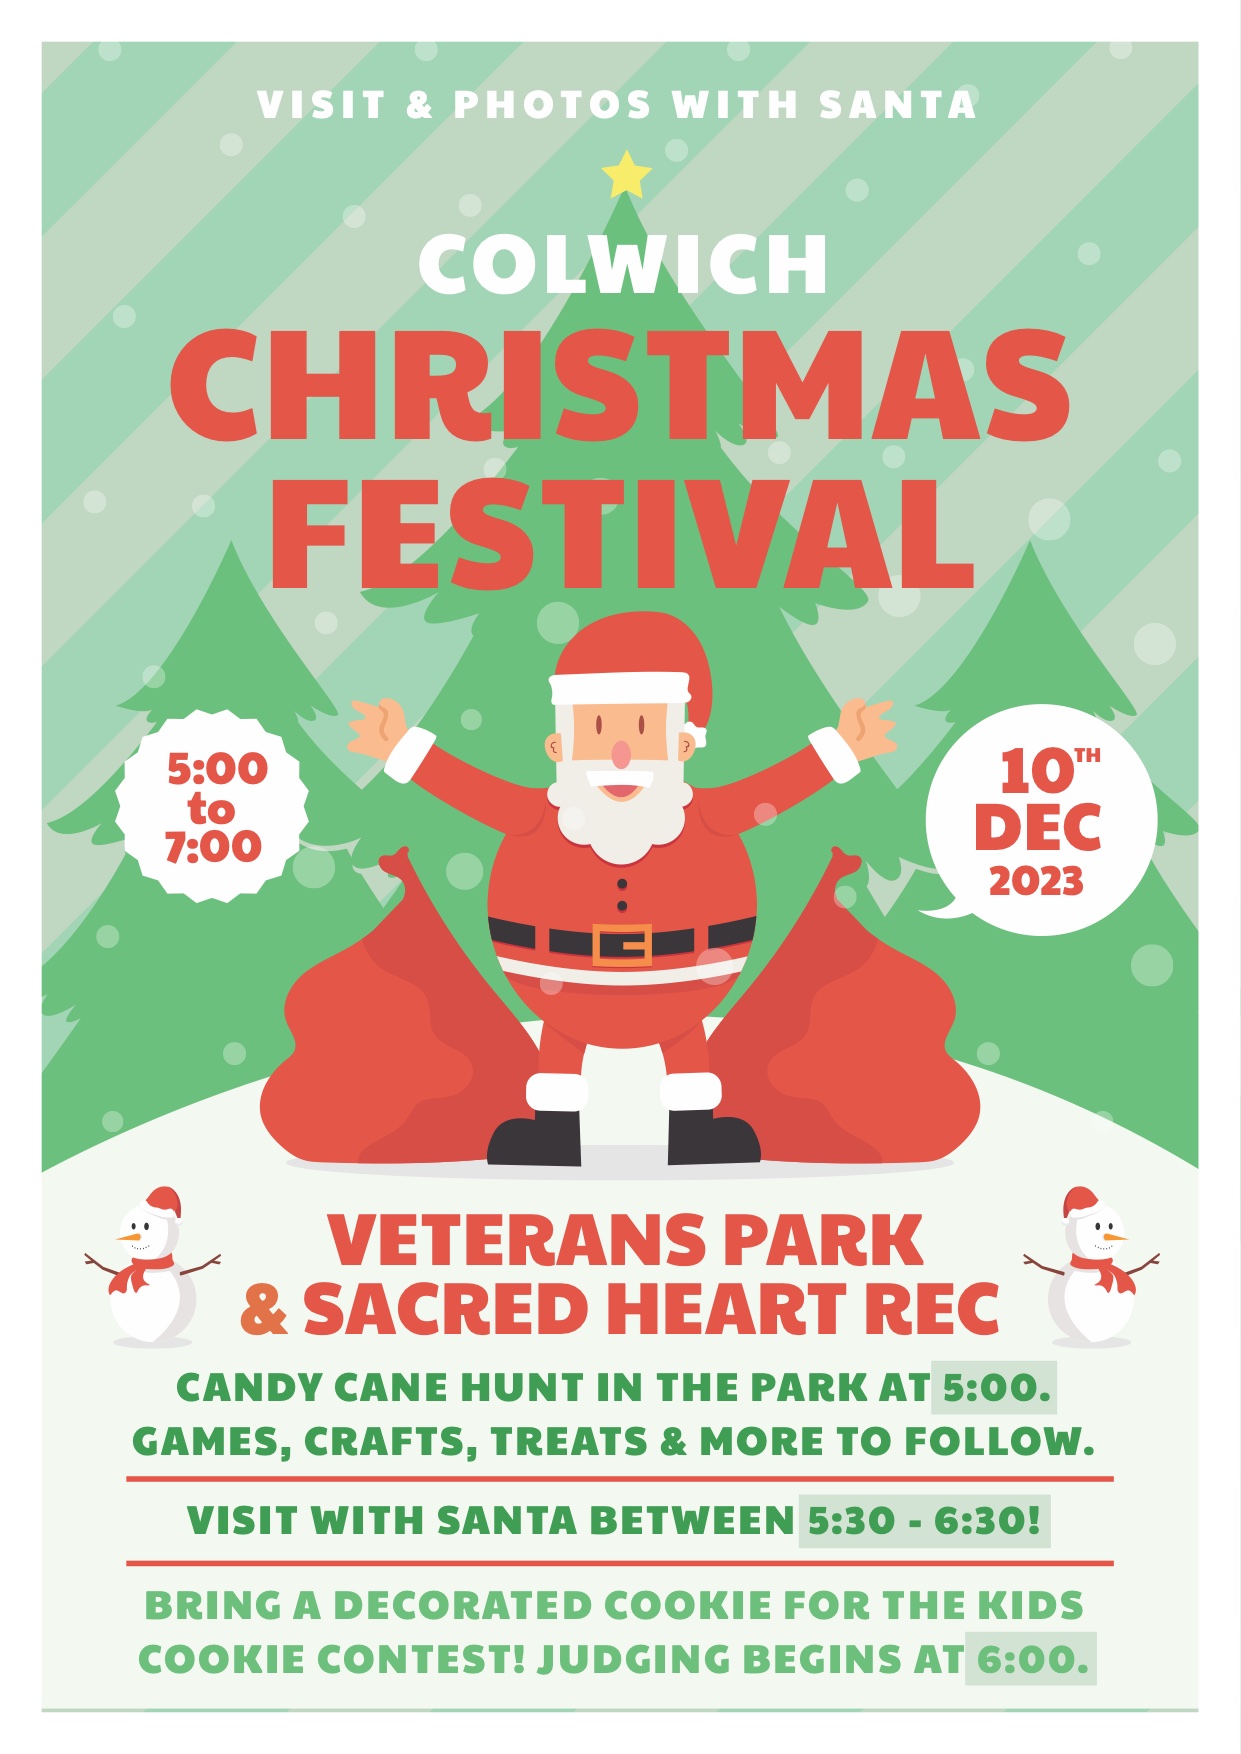 VISIT & PHOTOS WITH SANTA
COLWICH
CHRISTMAS
FESTIVAL
5:00
to
7:00
10TH
DEC
2023
VETERANS PARK
& SACRED HEART REC
CANDY CANE HUNT IN THE PARK AT 5:00.
GAMES, CRAFTS, TREATS & MORE TO FOLLOW.
VISIT WITH SANTA BETWEEN 5:30 - 6:30!
BRING A DECORATED COOKIE FOR THE KIDS
COOKIE CONTEST! JUDGING BEGINS AT 6:00.